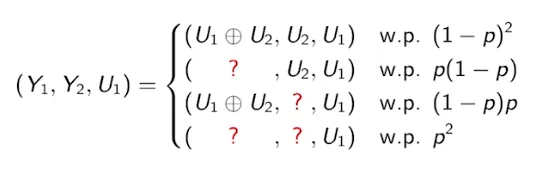 (U₁ ⊕ U₂, U₂, U₁) w.p. (1 − p)²
( ? , U₂, U₁) w.p. p(1 − p)
(Y₁, Y₂, U₁) =
(U₁ ⊕ U₂, ? , U₁) w.p. (1 − p)p
( ? , ? , U₁) w.p. p²